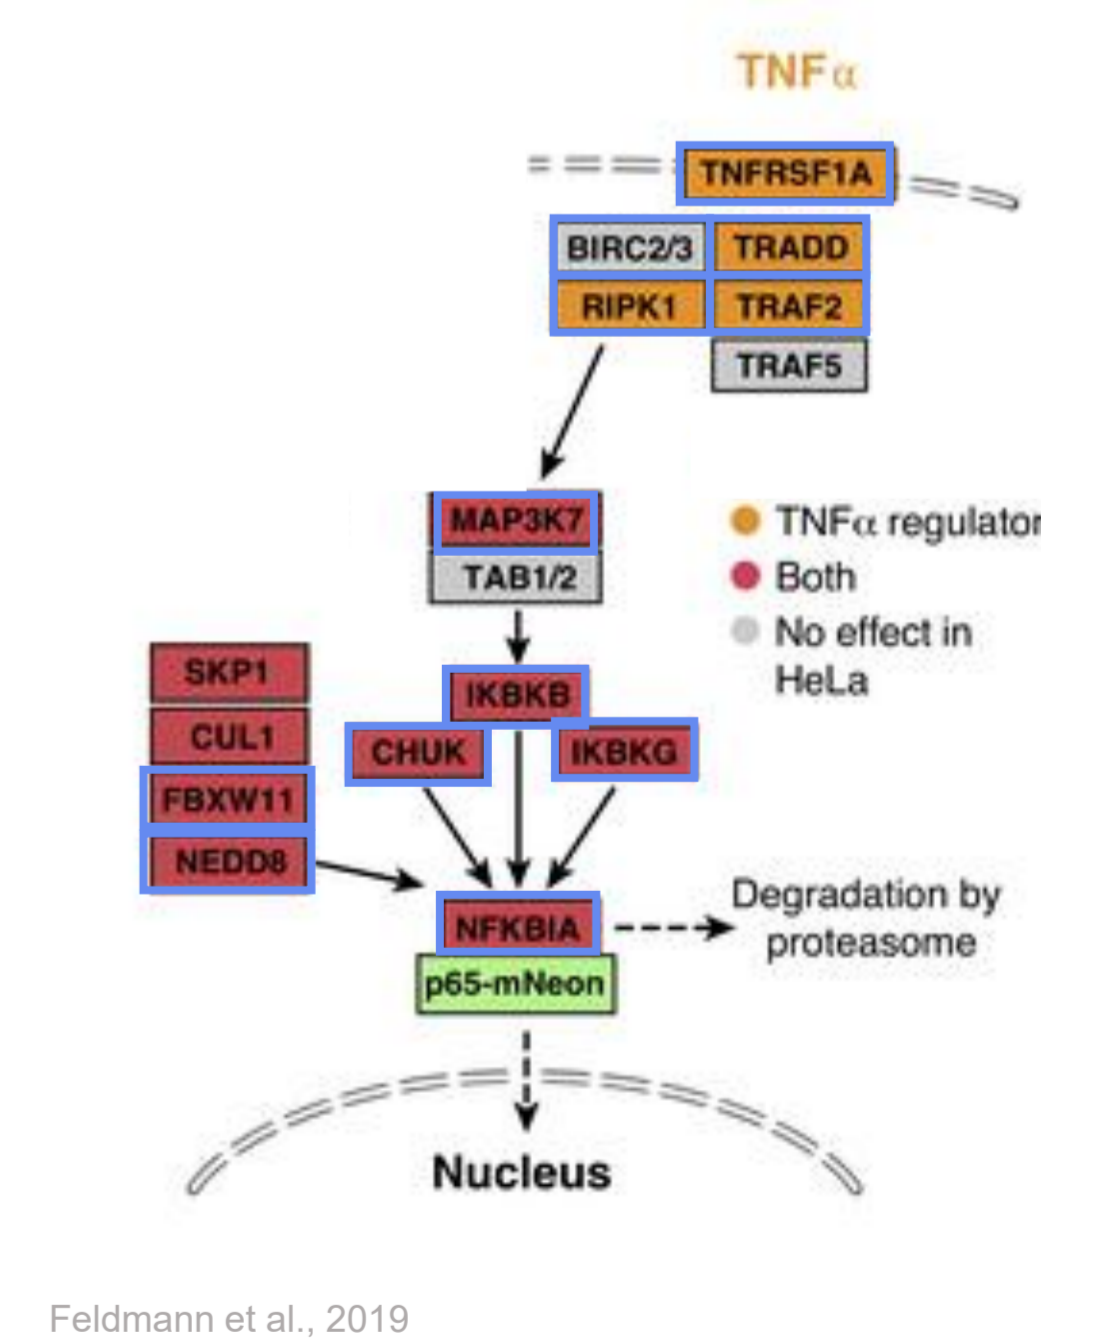 TNFα
TNFRSF1A
BIRC2/3 TRADD
RIPK1 TRAF2
TRAF5
MAP3K7
TAB1/2
TNFα regulator
Both
No effect in
HeLa
SKP1
CUL1
FBXW11
NEDD8
IKBKB
CHUK
IKBKG
NFKBIA
p65-mNeon
Degradation by
proteasome
Nucleus
Feldmann et al., 2019